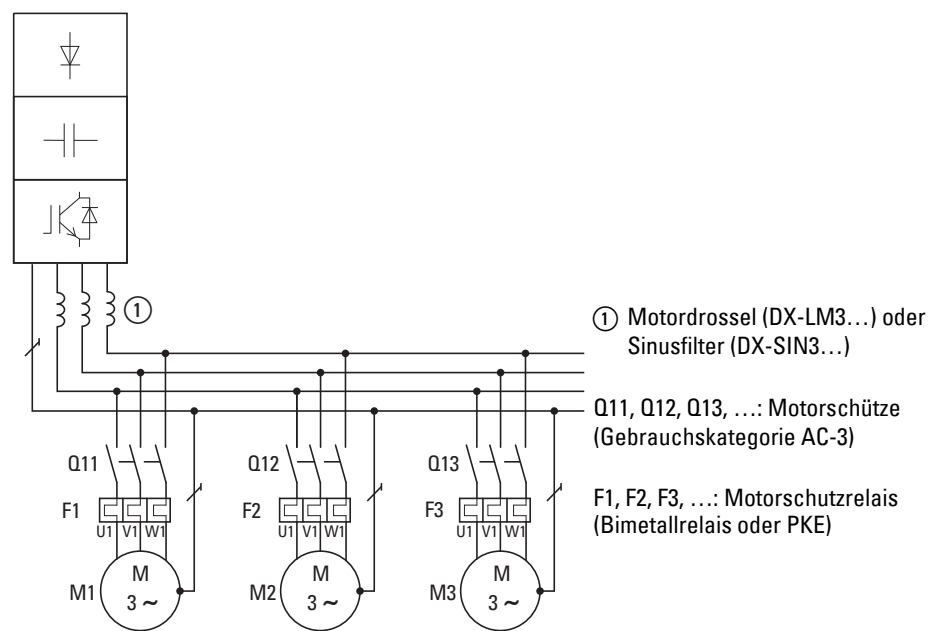 ①
① Motordrossel (DX-LM3…) oder
Sinusfilter (DX-SIN3…)
Q11, Q12, Q13, …: Motorschütze
(Gebrauchskategorie AC-3)
Q11 Q12 Q13
F1, F2, F3, …: Motorschutzrelais
(Bimetallrelais oder PKE)
F1 F2 F3
U1 V1 W1 U1 V1 W1 U1 V1 W1
M1 M 3 ~ M2 M 3 ~ M3 M 3 ~